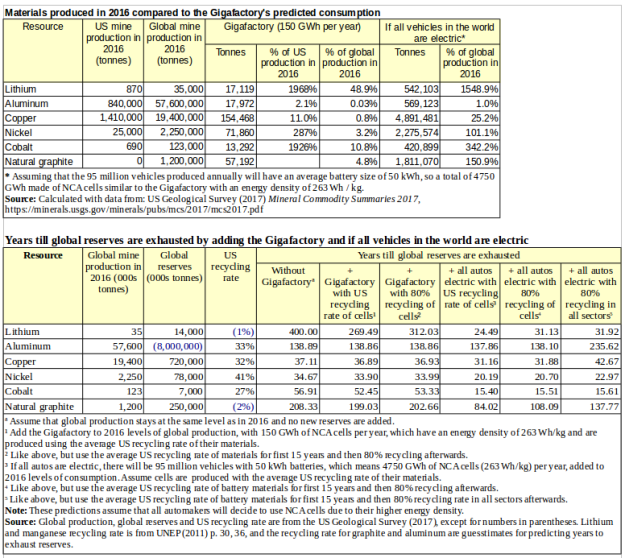 Materials produced in 2016 compared to the Gigafactory's predicted consumption
Resource US mine production in 2016 (tonnes) Global mine production in 2016 (tonnes) Gigafactory (150 GWh per year) If all vehicles in the world are electric*
Tonnes % of US production in 2016 % of global production in 2016 Tonnes % of global production in 2016
Lithium 870 35,000 17,119 1968% 48.9% 542,103 1548.9%
Aluminum 840,000 57,600,000 17,972 2.1% 0.03% 569,123 1.0%
Copper 1,410,000 19,400,000 154,468 11.0% 0.8% 4,891,481 25.2%
Nickel 25,000 2,250,000 71,860 287% 3.2% 2,275,574 101.1%
Cobalt 690 123,000 13,292 1926% 10.8% 420,899 342.2%
Natural graphite 0 1,200,000 57,192 4.8% 1,811,070 150.9%
* Assuming that the 95 million vehicles produced annually will have an average battery size of 50 kWh, so a total of 4750
GWh made of NCA cells similar to the Gigafactory with an energy density of 263 Wh / kg.
Source: Calculated with data from: US Geological Survey (2017) Mineral Commodity Summaries 2017,
https://minerals.usgs.gov/minerals/pubs/mcs/2017/mcs2017.pdf
Years till global reserves are exhausted by adding the Gigafactory and if all vehicles in the world are electric
Resource Global mine production in 2016 (000s tonnes) Global reserves (000s tonnes) US recycling rate Years till global reserves are exhausted
Without Gigafactory⁰ + Gigafactory with US recycling rate of cells¹ + Gigafactory with 80% recycling of cells² + all autos electric with US recycling rate of cells³ + all autos electric with 80% recycling of cells⁴ + all autos electric with 80% recycling in all sectors⁵
Lithium 35 14,000 (1%) 400.00 269.49 312.03 24.49 31.13 31.92
Aluminum 57,600 (8,000,000) 33% 138.89 138.86 138.86 137.86 138.10 235.62
Copper 19,400 720,000 32% 37.11 36.89 36.93 31.16 31.88 42.67
Nickel 2,250 78,000 41% 34.67 33.90 33.99 20.19 20.70 22.97
Cobalt 123 7,000 27% 56.91 52.45 53.33 15.40 15.51 15.61
Natural graphite 1,200 250,000 (2%) 208.33 199.03 202.66 84.02 108.09 137.77
⁰ Assume that global production stays at the same level as in 2016 and no new reserves are added.
¹ Add the Gigafactory to 2016 levels of global production, with 150 GWh of NCA cells per year, which have an energy density of 263 Wh/kg and are
produced using the average US recycling rate of their materials.
² Like above, but use the average US recycling rate of materials for first 15 years and then 80% recycling afterwards.
³ If all autos are electric, there will be 95 million vehicles with 50 kWh batteries, which means 4750 GWh of NCA cells (263 Wh/kg) per year, added to
2016 levels of consumption. Assume cells are produced with the average US recycling rate of their materials.
⁴ Like above, but use the average US recycling rate of battery materials for first 15 years and then 80% recycling afterwards.
⁵ Like above, but use the average US recycling rate of battery materials for first 15 years and then 80% recycling rate in all sectors afterwards.
Note: These predictions assume that all automakers will decide to use NCA cells due to their higher energy density.
Source: Global production, global reserves and US recycling rate are from the US Geological Survey (2017), except for numbers in parentheses. Lithium
and manganese recycling rate is from UNEP (2011) p. 30, 36, and the recycling rate for graphite and aluminum are guesstimates for predicting years to
exhaust reserves.